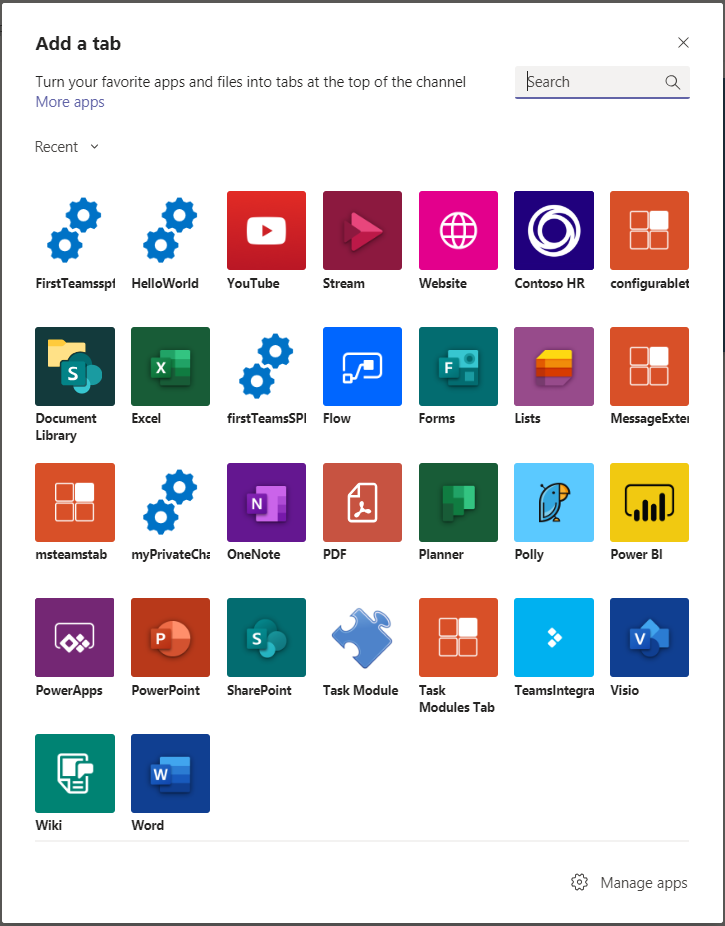 Add a tab
Turn your favorite apps and files into tabs at the top of the channel
More apps
Search
Recent
FirstTeamsspf
HelloWorld
YouTube
Stream
Website
Contoso HR
configurablet
Document
Library
Excel
firstTeamsSPI
Flow
Forms
Lists
MessageExter
msteamstab
myPrivateCha
OneNote
PDF
Planner
Polly
Power BI
PowerApps
PowerPoint
SharePoint
Task Module
Task
Modules Tab
TeamsIntegra
Visio
Wiki
Word
Manage apps